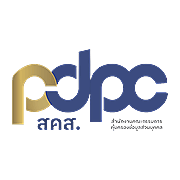 pdpc
สคส.
สำนักงานคณะกรรมการ
คุ้มครองข้อมูลส่วนบุคคล